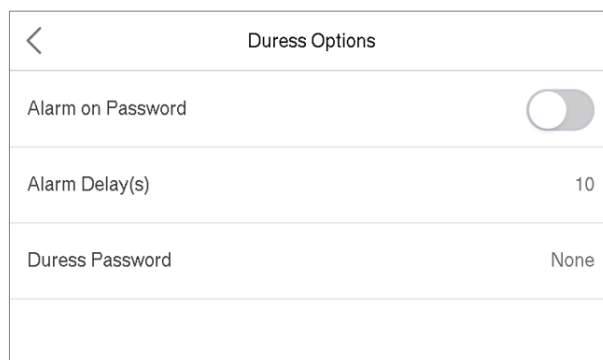 Duress Options
Alarm on Password
Alarm Delay(s) 10
Duress Password None